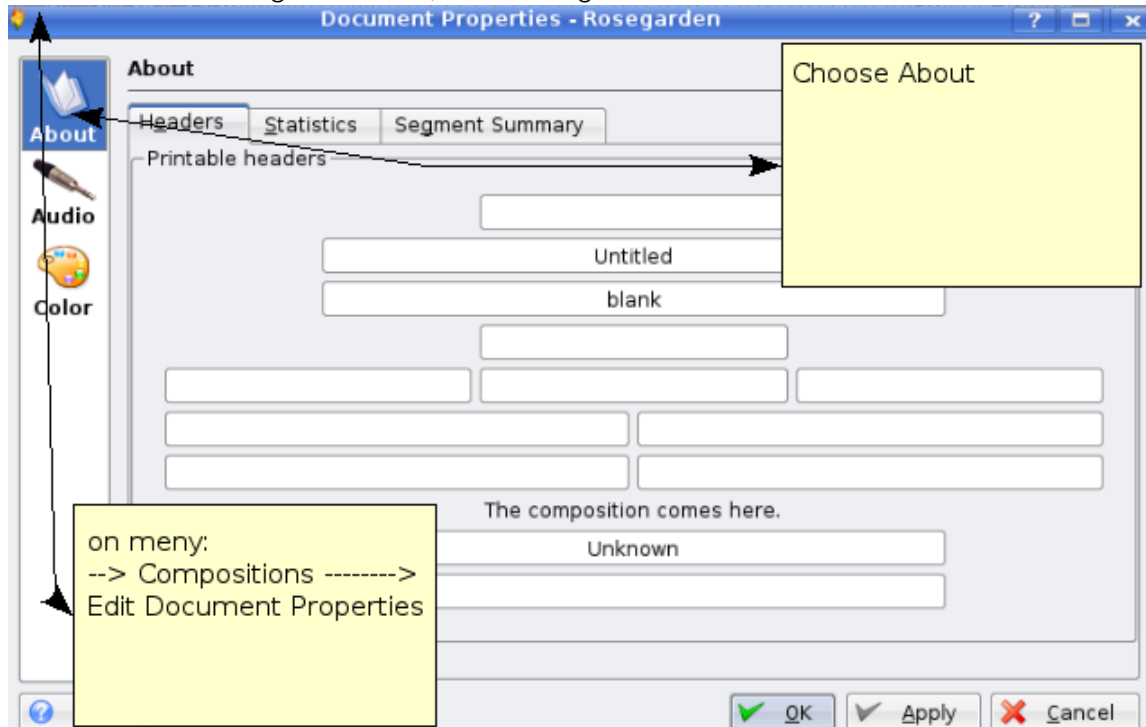 Document Properties - Rosegarden
Choose About
About
About
Headers Statistics Segment Summary
Printable headers
Audio
Untitled
Color
blank
The composition comes here.
on meny:
--> Compositions -------->
Edit Document Properties
Unknown
OK Apply Cancel